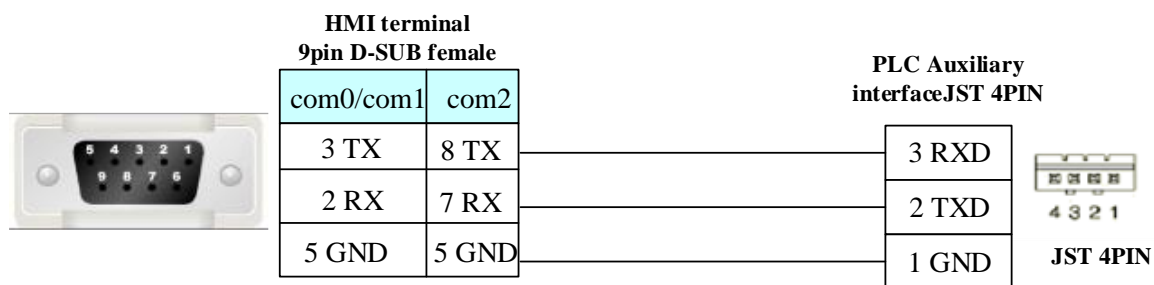 HMI terminal
9pin D-SUB female
PLC Auxiliary
interfaceJST 4PIN
com0/com1 com2
5 4 3 2 1
9 8 7 6
3 TX 8 TX 3 RXD
2 RX 7 RX 2 TXD
4 3 2 1
5 GND 5 GND 1 GND
JST 4PIN